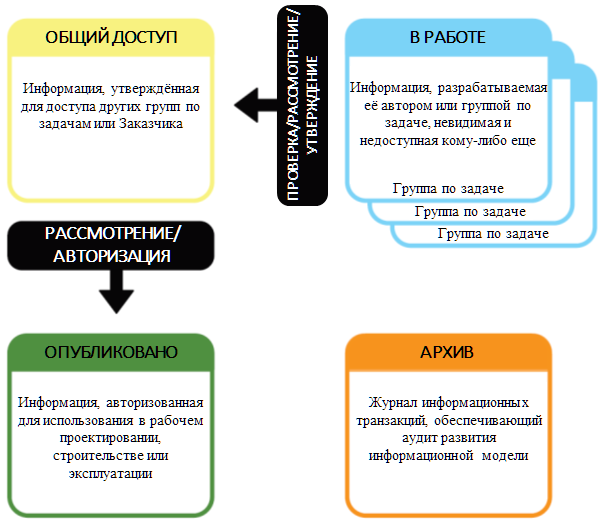 ОБЩИЙ ДОСТУП
Информация, утверждённая
для доступа других групп по
задачам или Заказчика
ПРОВЕРКА/РАССМОТРЕНИЕ/
УТВЕРЖДЕНИЕ
В РАБОТЕ
Информация, разрабатываемая
её автором или группой по
задаче, невидимая и
недоступная кому-либо еще
Группа по задаче
Группа по задаче
Группа по задаче
РАССМОТРЕНИЕ/
АВТОРИЗАЦИЯ
ОПУБЛИКОВАНО
Информация, авторизованная
для использования в рабочем
проектировании,
строительстве или
эксплуатации
АРХИВ
Журнал информационных
транзакций, обеспечивающий
аудит развития
информационной модели